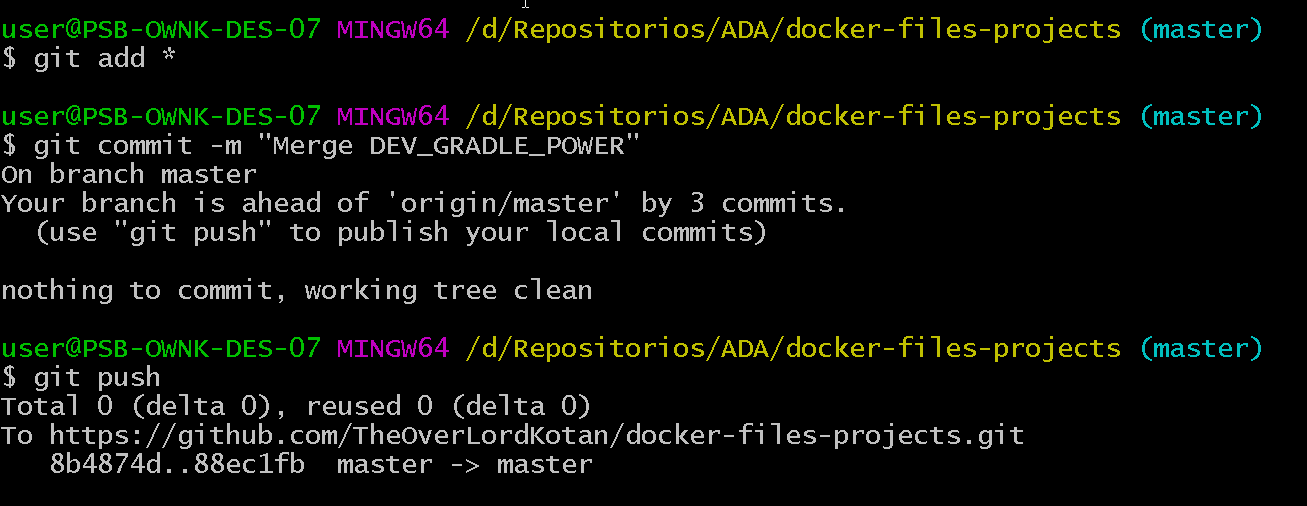 user@PSB-OWNK-DES-07 MINGW64 /d/Repositorios/ADA/docker-files-projects (master)
$ git add *
user@PSB-OWNK-DES-07 MINGW64 /d/Repositorios/ADA/docker-files-projects (master)
$ git commit -m "Merge DEV_GRADLE_POWER"
On branch master
Your branch is ahead of 'origin/master' by 3 commits.
  (use "git push" to publish your local commits)
nothing to commit, working tree clean
user@PSB-OWNK-DES-07 MINGW64 /d/Repositorios/ADA/docker-files-projects (master)
$ git push
Total 0 (delta 0), reused 0 (delta 0)
To https://github.com/TheOverLordKotan/docker-files-projects.git
   8b4874d..88ec1fb  master -> master